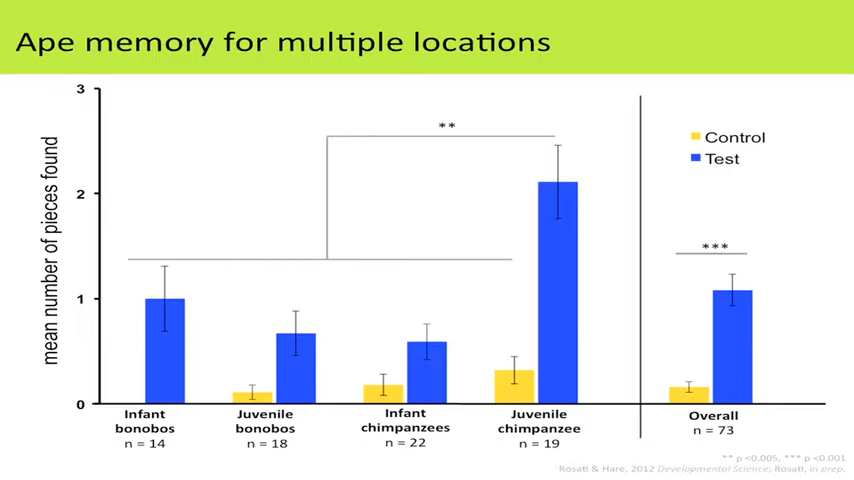 Ape memory for multiple locations
mean number of pieces found
3
2
1
0
**
***
Control
Test
Infant
bonobos
n = 14
Juvenile
bonobos
n = 18
Infant
chimpanzees
n = 22
Juvenile
chimpanzee
n = 19
Overall
n = 73
** p <0.005, *** p <0.001
Rosati & Hare, 2012 Developmental Science; Rosati, in prep.